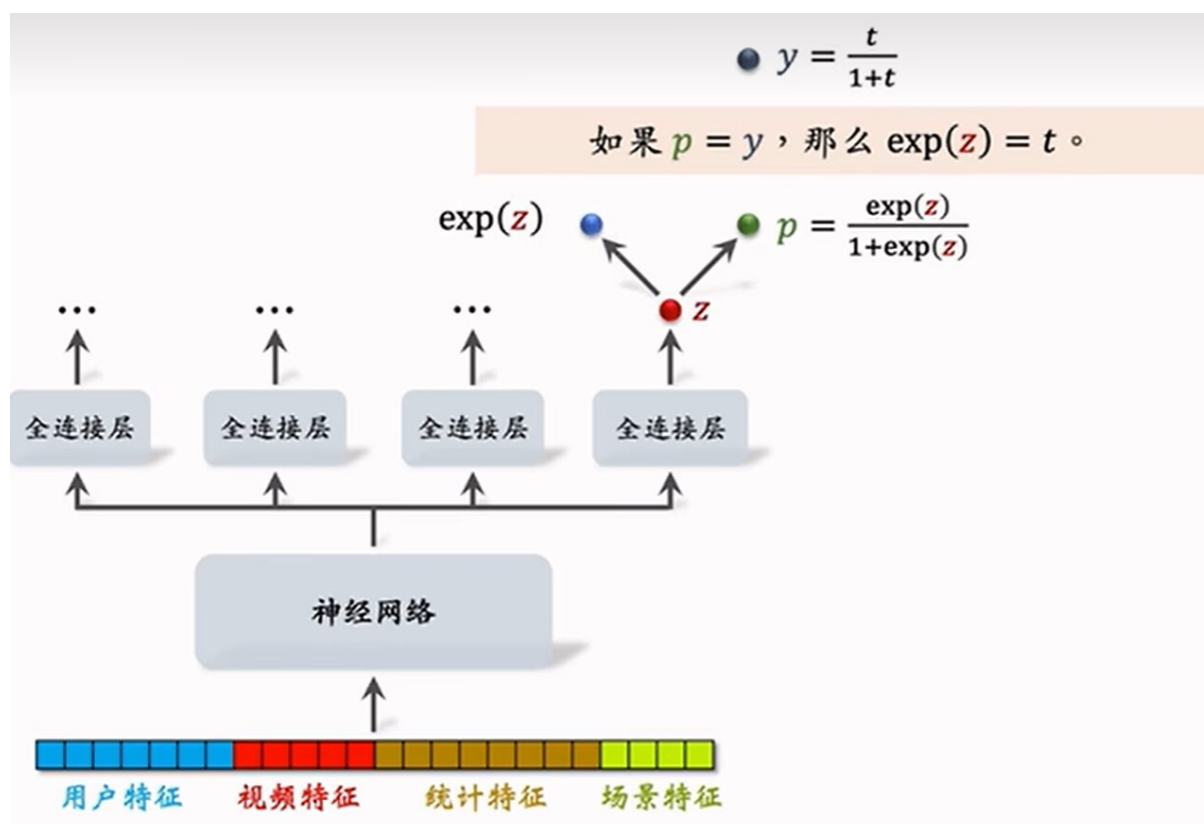 y = t/(1+t)
如果 p = y，那么 exp(z) = t。
exp(z)
p = exp(z)/(1+exp(z))
z
... ... ...
全连接层 全连接层 全连接层 全连接层
神经网络
用户特征 视频特征 统计特征 场景特征